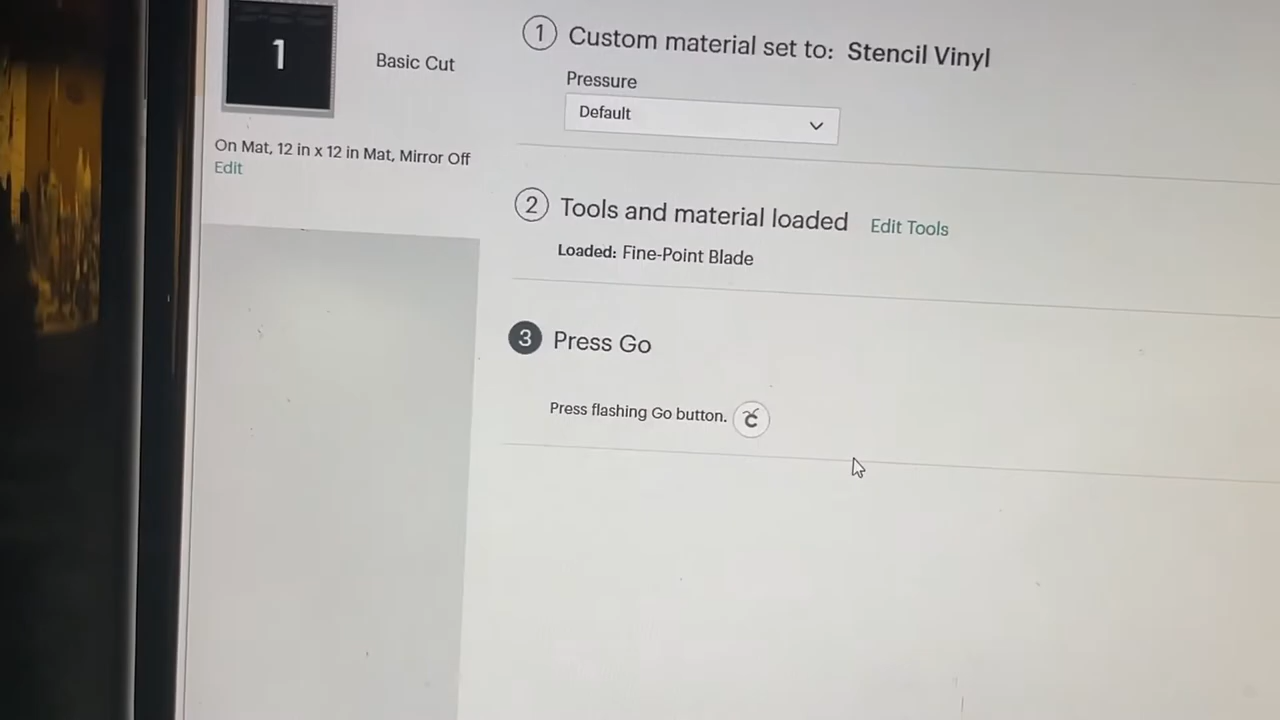 1
Basic Cut
On Mat, 12 in x 12 in Mat, Mirror Off
Edit
1 Custom material set to: Stencil Vinyl
Pressure
Default
2 Tools and material loaded Edit Tools
Loaded: Fine-Point Blade
3 Press Go
Press flashing Go button.